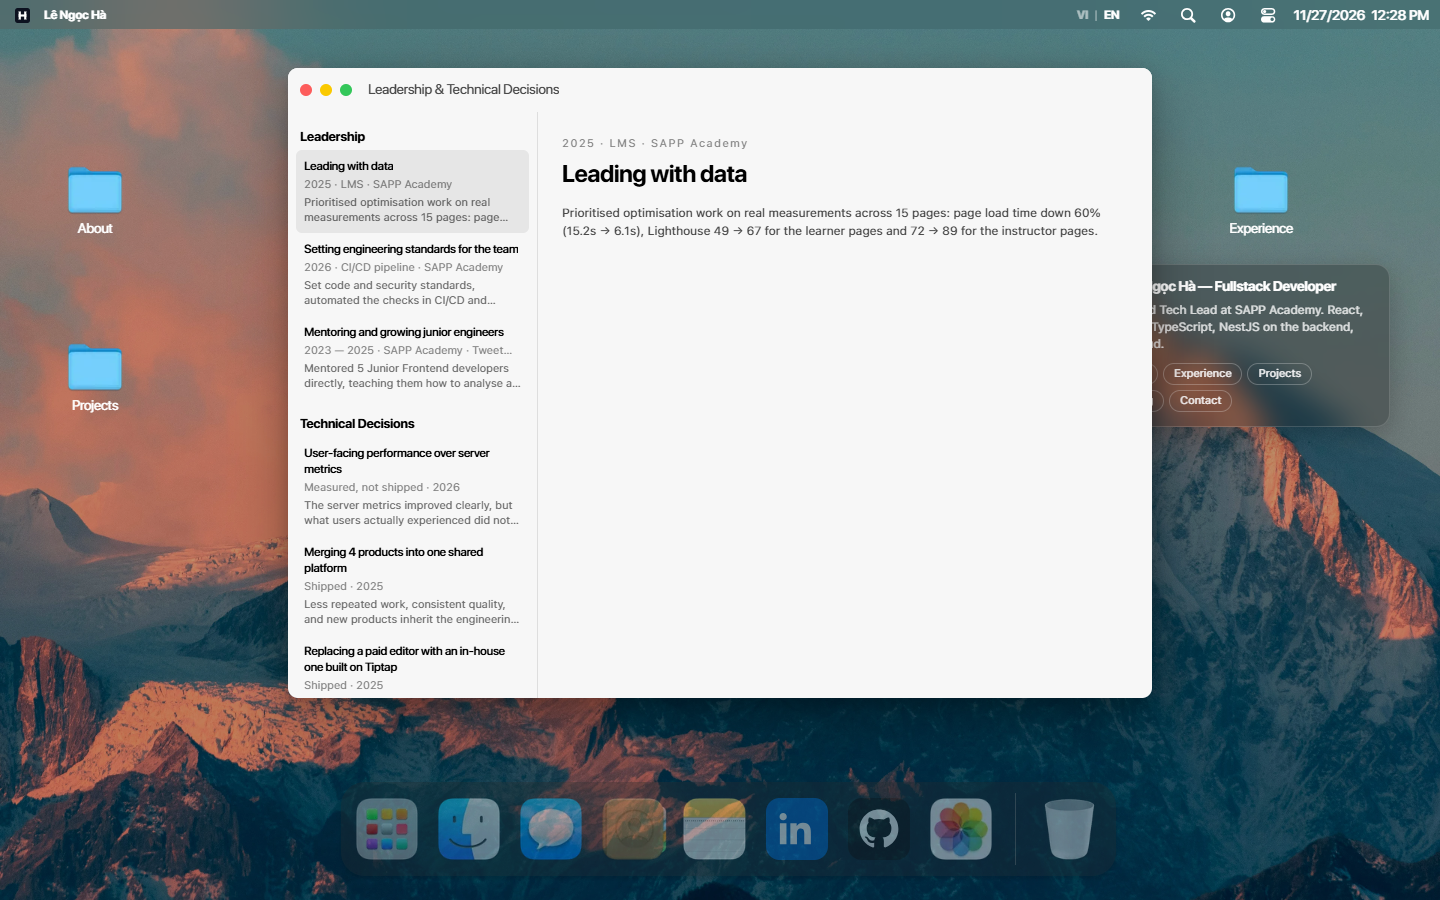 H Lê Ngọc Hà VI | EN 11/27/2026 12:28 PM
Leadership & Technical Decisions
Leadership
Leading with data
2025 · LMS · SAPP Academy
Prioritised optimisation work on real
measurements across 15 pages: page...
Setting engineering standards for the team
2026 · CI/CD pipeline · SAPP Academy
Set code and security standards,
automated the checks in CI/CD and...
Mentoring and growing junior engineers
2023 — 2025 · SAPP Academy · Tweet...
Mentored 5 Junior Frontend developers
directly, teaching them how to analyse a...
Technical Decisions
User-facing performance over server
metrics
Measured, not shipped · 2026
The server metrics improved clearly, but
what users actually experienced did not...
Merging 4 products into one shared
platform
Shipped · 2025
Less repeated work, consistent quality,
and new products inherit the engineerin...
Replacing a paid editor with an in-house
one built on Tiptap
Shipped · 2025
2025 · LMS · SAPP Academy
Leading with data
Prioritised optimisation work on real measurements across 15 pages: page load time down 60%
(15.2s → 6.1s), Lighthouse 49 → 67 for the learner pages and 72 → 89 for the instructor pages.
About
Projects
Experience
gọc Hà — Fullstack Developer
d Tech Lead at SAPP Academy. React,
TypeScript, NestJS on the backend,
Experience
Projects
Contact
in